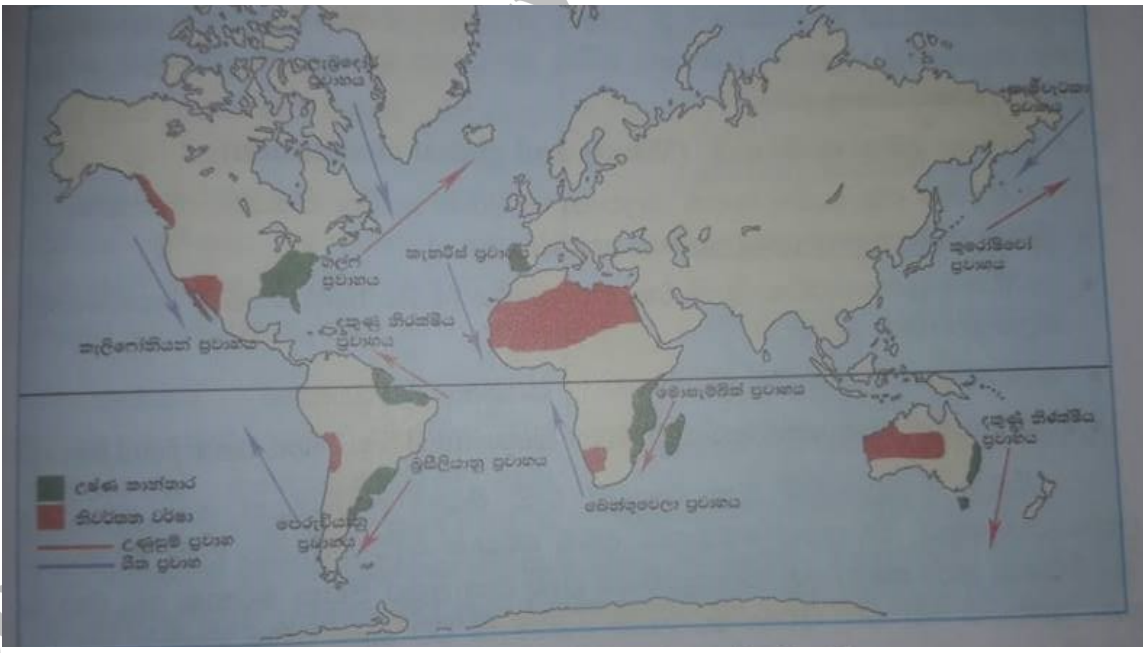 ලැබ්‍රදෝර්
ප්‍රවාහය
කැම්චැට්කා
ප්‍රවාහය
ගල්ෆ්
ප්‍රවාහය
කැනරීස් ප්‍රවාහය
කුරෝෂිවෝ
ප්‍රවාහය
දකුණු නිරක්ෂීය
ප්‍රවාහය
කැලිෆෝනියන් ප්‍රවාහය
මොසැම්බික් ප්‍රවාහය
දකුණු නිරක්ෂීය
ප්‍රවාහය
බ්‍රසීලියානු ප්‍රවාහය
බෙන්ගුවෙලා ප්‍රවාහය
පෙරුවියානු
ප්‍රවාහය
උෂ්ණ කාන්තාර
නිවර්තන වර්ෂා
උණුසුම් ප්‍රවාහ
ශීත ප්‍රවාහ